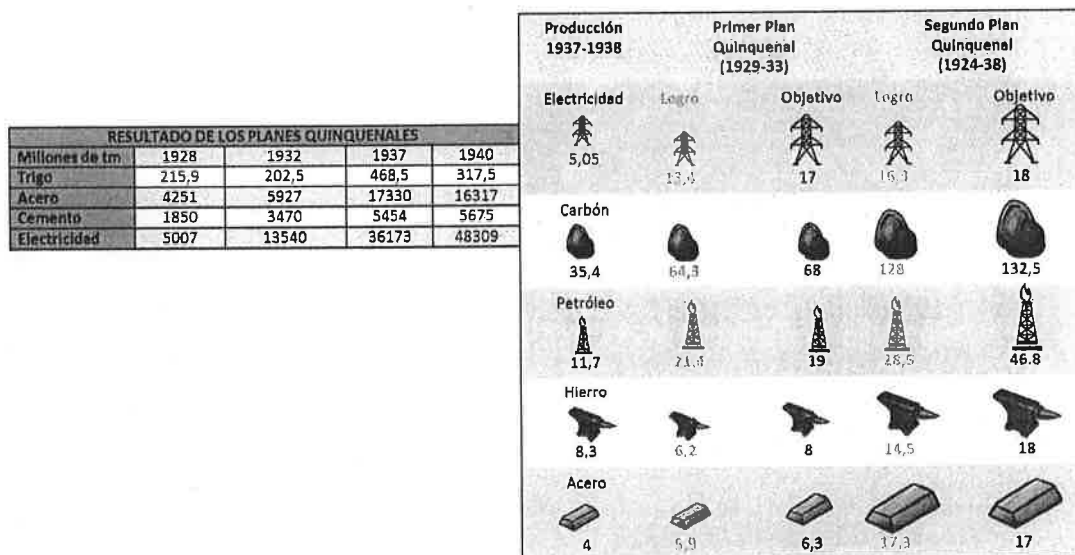 RESULTADO DE LOS PLANES QUINQUENALES
Millones de tm 1928 1932 1937 1940
Trigo 215,9 202,5 468,5 317,5
Acero 4251 5927 17330 16317
Cemento 1850 3470 5454 5675
Electricidad 5007 13540 36173 48309
Producción Primer Plan Segundo Plan
1937-1938 Quinquenal Quinquenal
(1929-33) (1924-38)
Electricidad Logro Objetivo Logro Objetivo
5,05 13,4 17 16,3 18
Carbón
35,4 64,3 68 128 132,5
Petróleo
11,7 21,4 19 28,5 46.8
Hierro
8,3 6,2 8 14,5 18
Acero
4 5,9 6,3 17,3 17